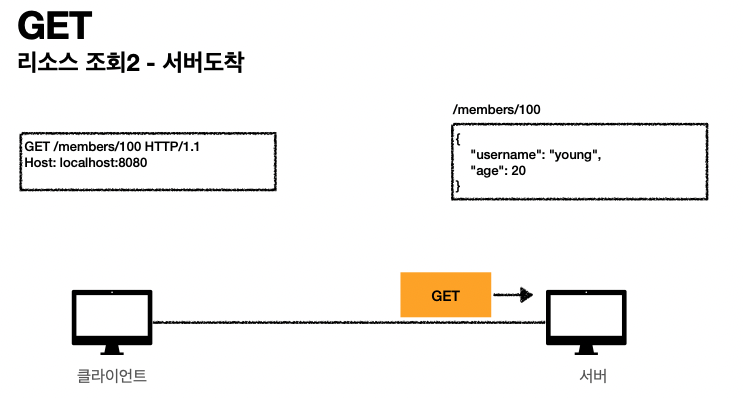 GET
리소스 조회2 - 서버도착
/members/100
GET /members/100 HTTP/1.1
Host: localhost:8080
{
"username": "young",
"age": 20
}
GET
클라이언트
서버